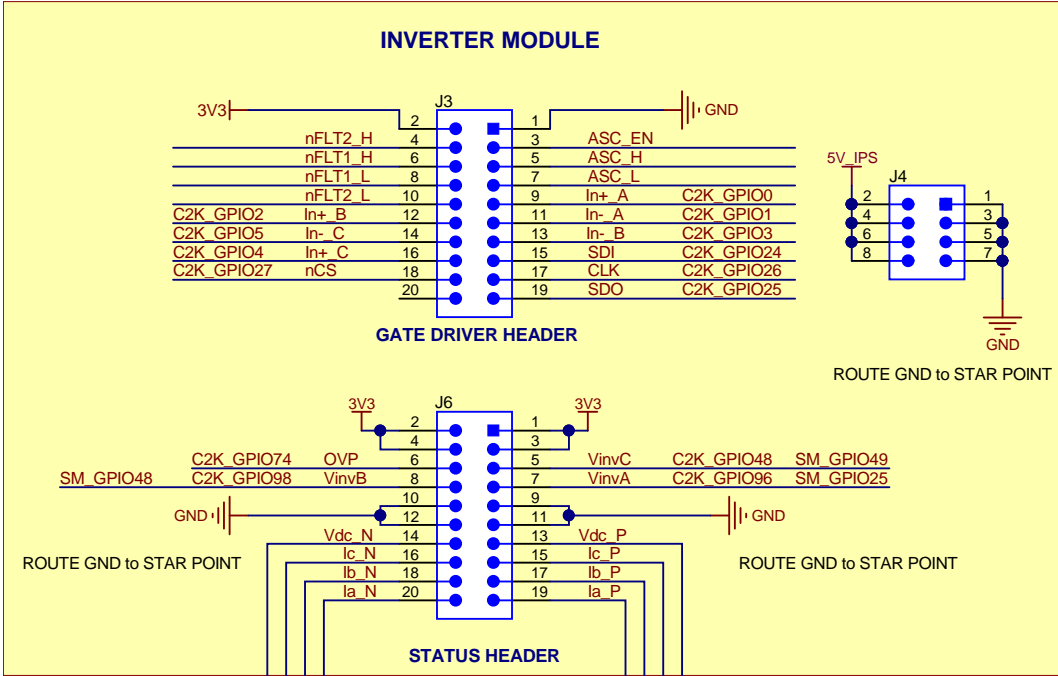 INVERTER MODULE
J3
3V3
GND
2 1
nFLT2_H 4 3 ASC_EN
nFLT1_H 6 5 ASC_H
nFLT1_L 8 7 ASC_L
nFLT2_L 10 9 In+_A C2K_GPIO0
C2K_GPIO2 In+_B 12 11 In-_A C2K_GPIO1
C2K_GPIO5 In-_C 14 13 In-_B C2K_GPIO3
C2K_GPIO4 In+_C 16 15 SDI C2K_GPIO24
C2K_GPIO27 nCS 18 17 CLK C2K_GPIO26
20 19 SDO C2K_GPIO25
GATE DRIVER HEADER
5V_IPS
J4
2 1
4 3
6 5
8 7
GND
ROUTE GND to STAR POINT
J6
3V3 3V3
2 1
4 3
C2K_GPIO74 OVP 6 5 VinvC C2K_GPIO48 SM_GPIO49
SM_GPIO48 C2K_GPIO98 VinvB 8 7 VinvA C2K_GPIO96 SM_GPIO25
10 9
GND 12 11 GND
Vdc_N 14 13 Vdc_P
Ic_N 16 15 Ic_P
Ib_N 18 17 Ib_P
Ia_N 20 19 Ia_P
ROUTE GND to STAR POINT
ROUTE GND to STAR POINT
STATUS HEADER